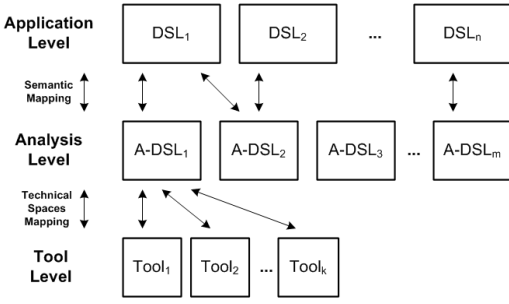 Application
Level
DSL1
DSL2
...
DSLn
Semantic
Mapping
Analysis
Level
A-DSL1
A-DSL2
A-DSL3
...
A-DSLm
Technical
Spaces
Mapping
Tool
Level
Tool1
Tool2
...
Toolk